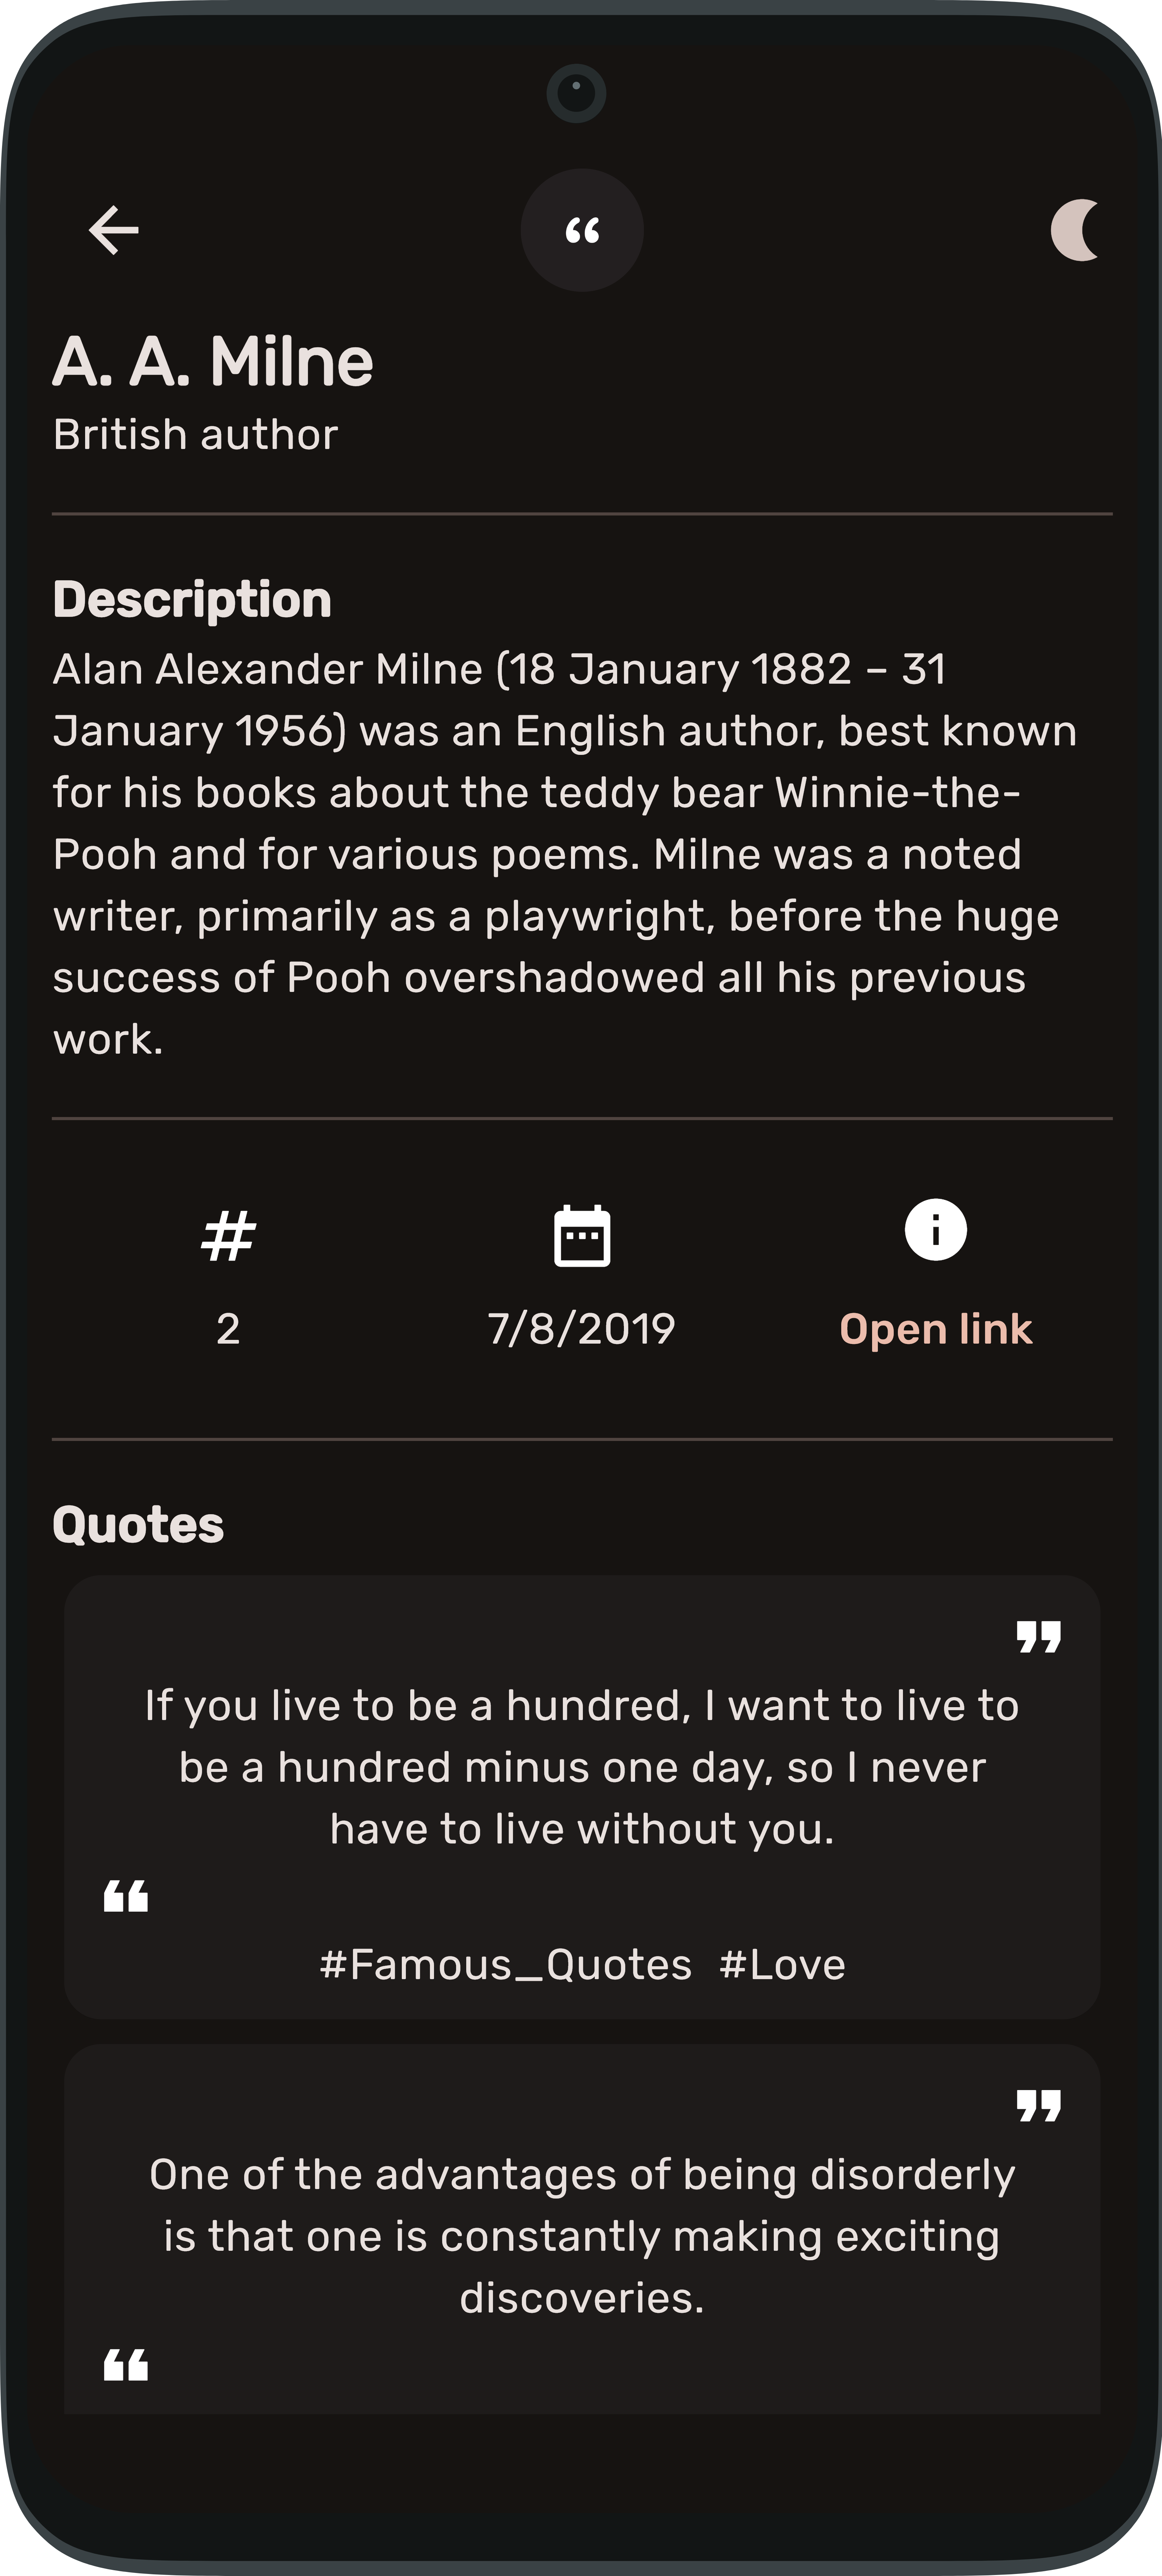 “
A. A. Milne
British author
Description
Alan Alexander Milne (18 January 1882 – 31
January 1956) was an English author, best known
for his books about the teddy bear Winnie-the-
Pooh and for various poems. Milne was a noted
writer, primarily as a playwright, before the huge
success of Pooh overshadowed all his previous
work.
#
2
7/8/2019
Open link
Quotes
”
If you live to be a hundred, I want to live to
be a hundred minus one day, so I never
have to live without you.
“
#Famous_Quotes #Love
”
One of the advantages of being disorderly
is that one is constantly making exciting
discoveries.
“